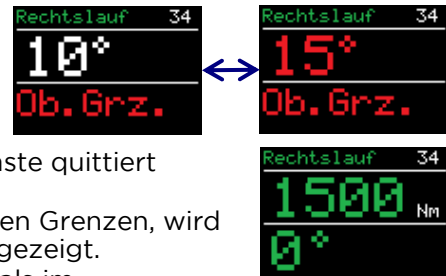 Rechtslauf 34
10°
Ob.Grz.
Rechtslauf 34
15°
Ob.Grz.
quittiert
en Grenzen, wird
gezeigt.
Rechtslauf 34
1500 Nm
0°